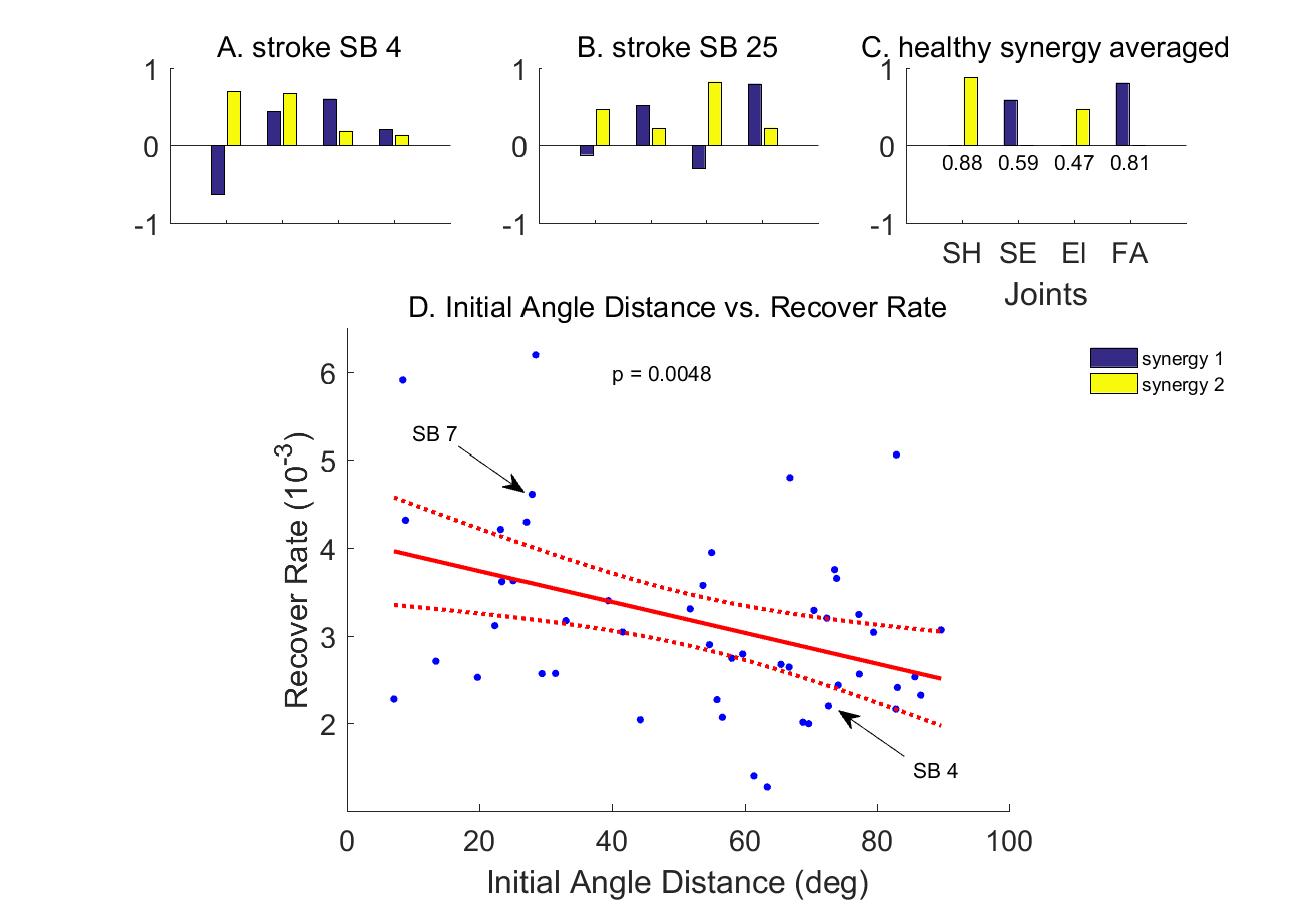 A. stroke SB 4
B. stroke SB 25
C. healthy synergy averaged
1
0
-1
1
0
-1
1
0
-1
0.88 0.59 0.47 0.81
SH SE El FA
Joints
D. Initial Angle Distance vs. Recover Rate
synergy 1
synergy 2
p = 0.0048
SB 7
SB 4
Recover Rate (10-3)
6
5
4
3
2
0 20 40 60 80 100
Initial Angle Distance (deg)